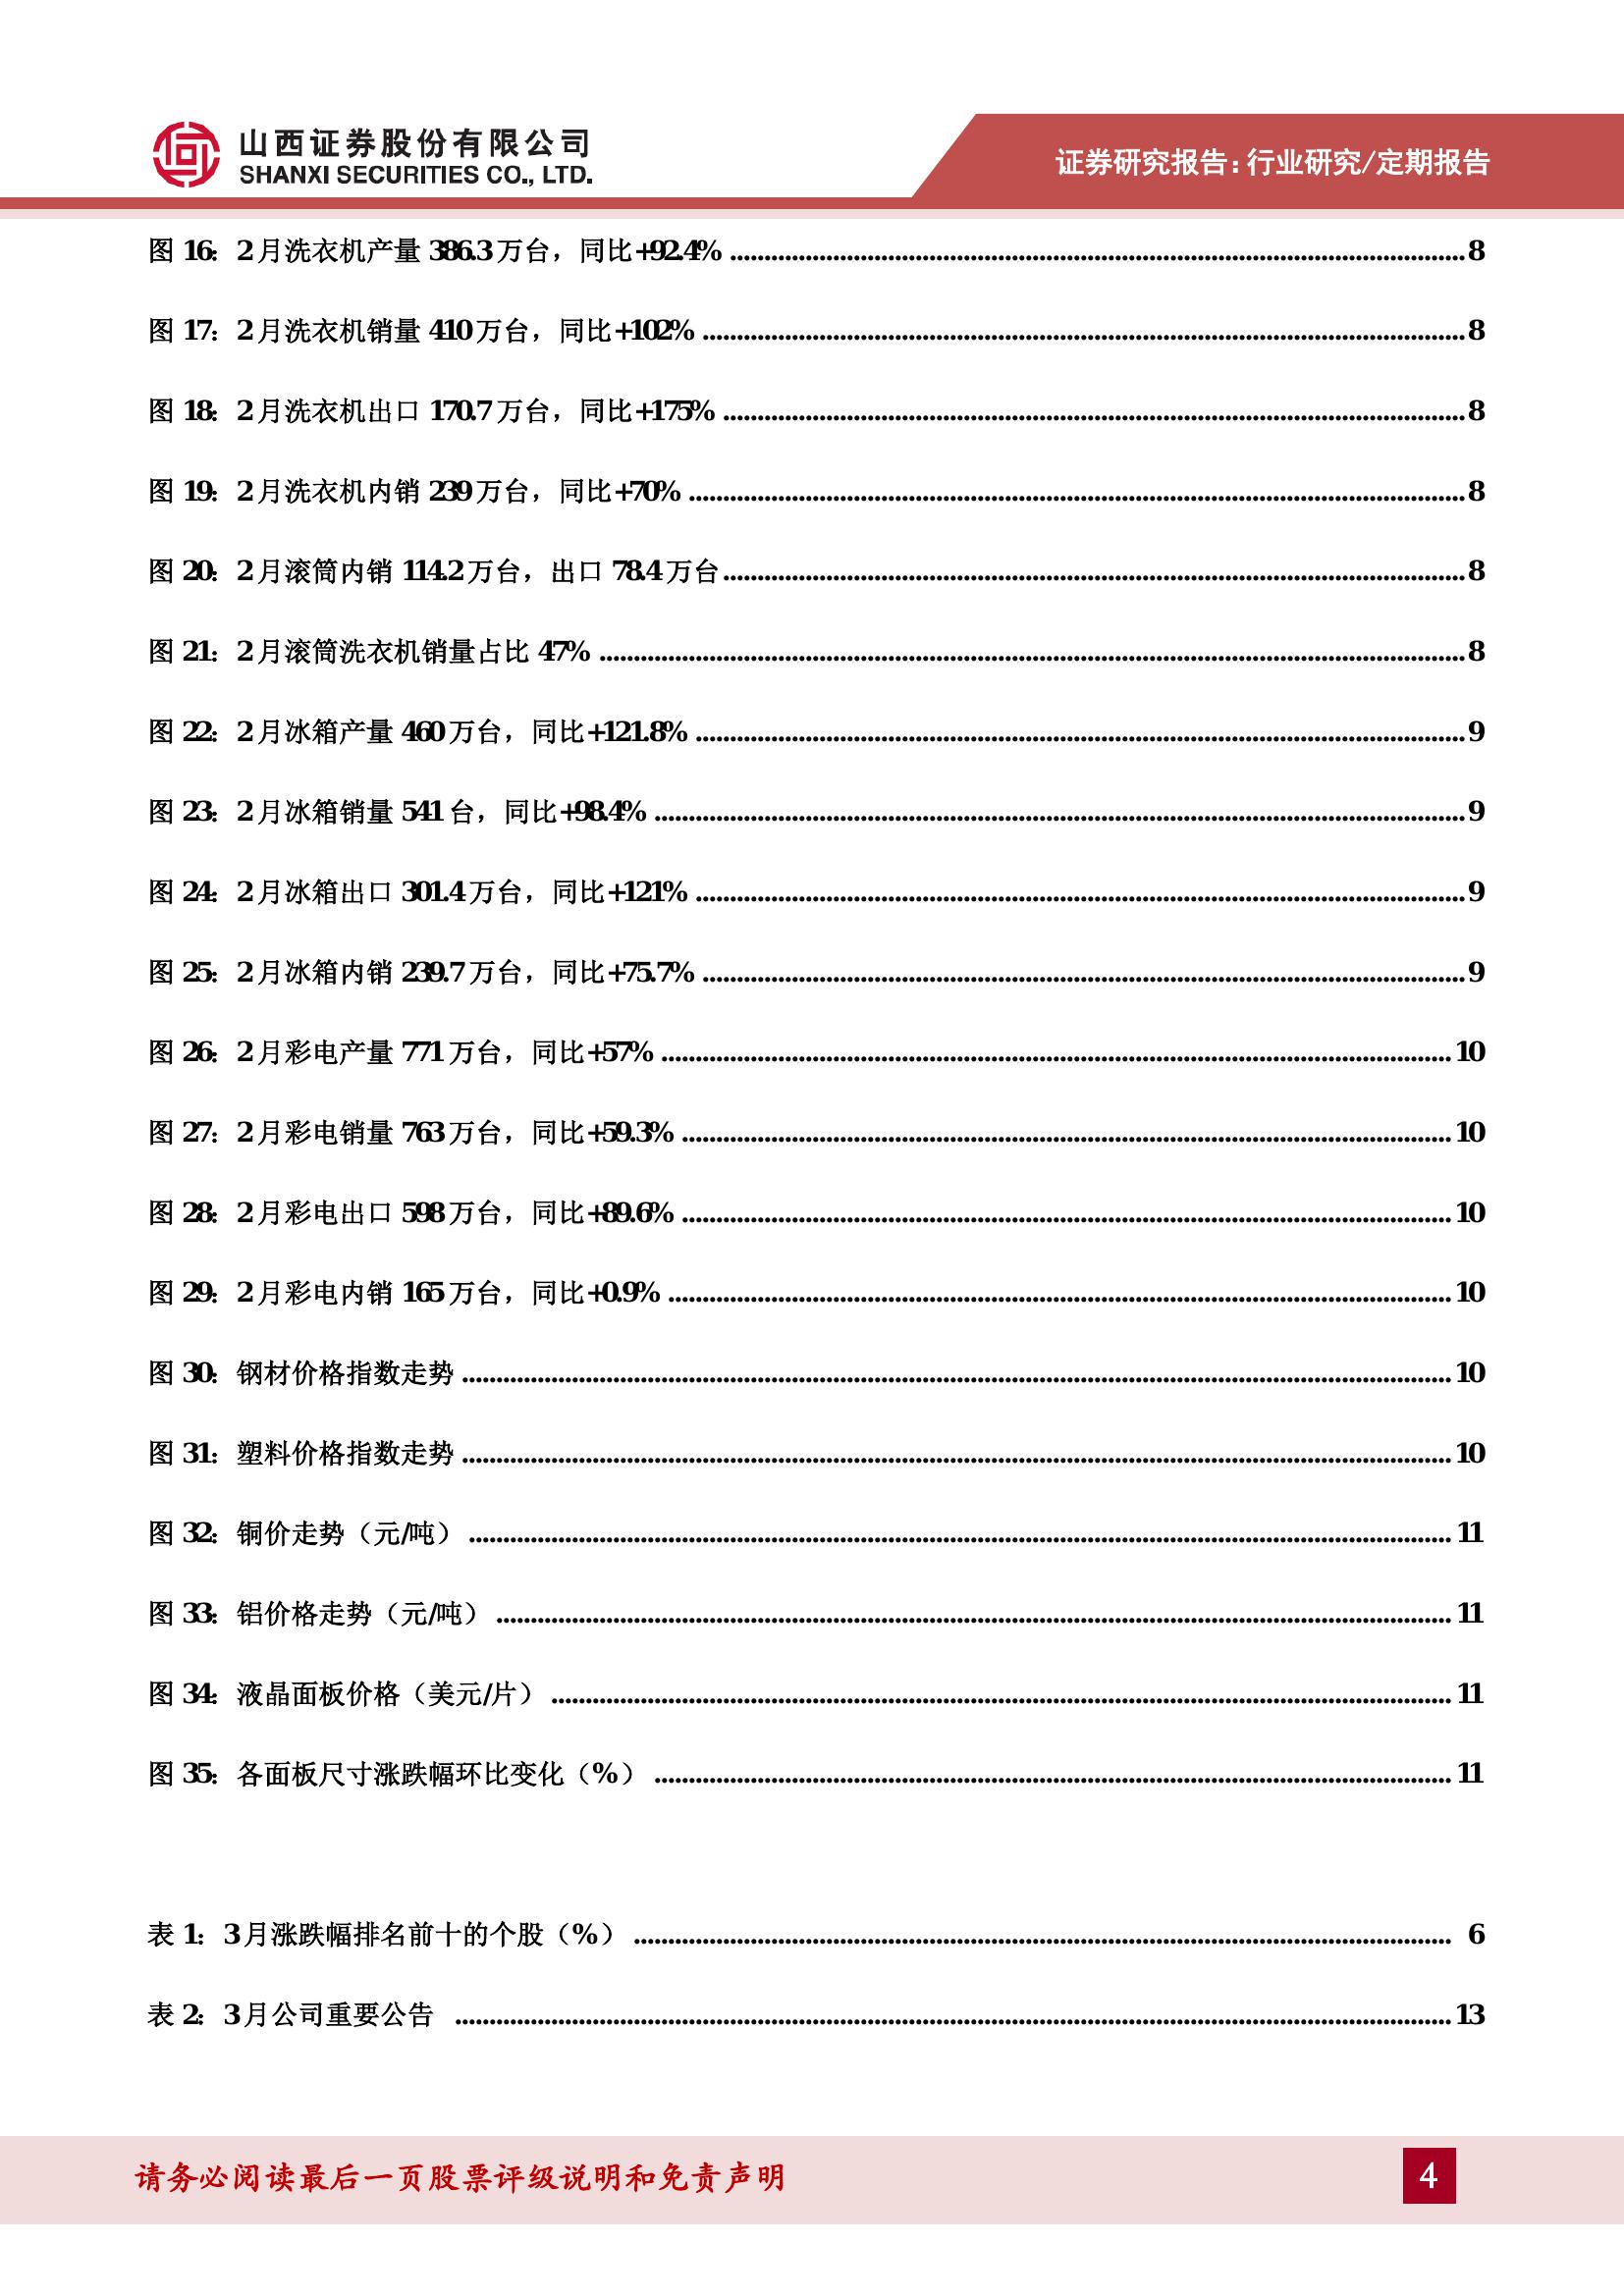 山西证券股份有限公司
SHANXI SECURITIES CO., LTD.
证券研究报告：行业研究/定期报告
图 16：2 月洗衣机产量 386.3 万台，同比+92.4% ........ 8
图 17：2 月洗衣机销量 410 万台，同比+102% ........ 8
图 18：2 月洗衣机出口 170.7 万台，同比+175% ........ 8
图 19：2 月洗衣机内销 239 万台，同比+70% ........ 8
图 20：2 月滚筒内销 114.2 万台，出口 78.4 万台 ........ 8
图 21：2 月滚筒洗衣机销量占比 47% ........ 8
图 22：2 月冰箱产量 460 万台，同比+121.8% ........ 9
图 23：2 月冰箱销量 541 台，同比+98.4% ........ 9
图 24：2 月冰箱出口 301.4 万台，同比+121% ........ 9
图 25：2 月冰箱内销 239.7 万台，同比+75.7% ........ 9
图 26：2 月彩电产量 771 万台，同比+57% ........ 10
图 27：2 月彩电销量 763 万台，同比+59.3% ........ 10
图 28：2 月彩电出口 598 万台，同比+89.6% ........ 10
图 29：2 月彩电内销 165 万台，同比+0.9% ........ 10
图 30：钢材价格指数走势 ........ 10
图 31：塑料价格指数走势 ........ 10
图 32：铜价走势（元/吨） ........ 11
图 33：铝价格走势（元/吨） ........ 11
图 34：液晶面板价格（美元/片） ........ 11
图 35：各面板尺寸涨跌幅环比变化（%） ........ 11
表 1：3 月涨跌幅排名前十的个股（%） ........ 6
表 2：3 月公司重要公告 ........ 13
请务必阅读最后一页股票评级说明和免责声明
4